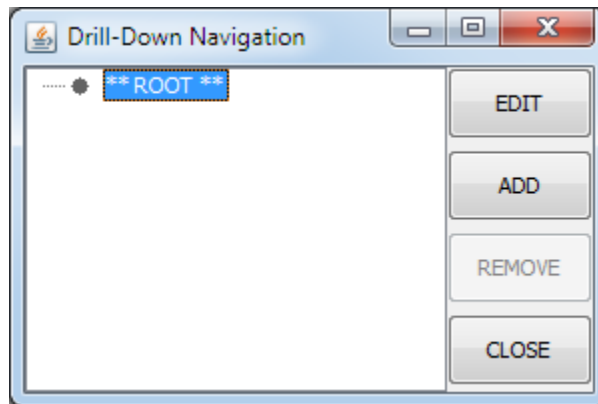 Drill-Down Navigation
** ROOT **
EDIT
ADD
REMOVE
CLOSE